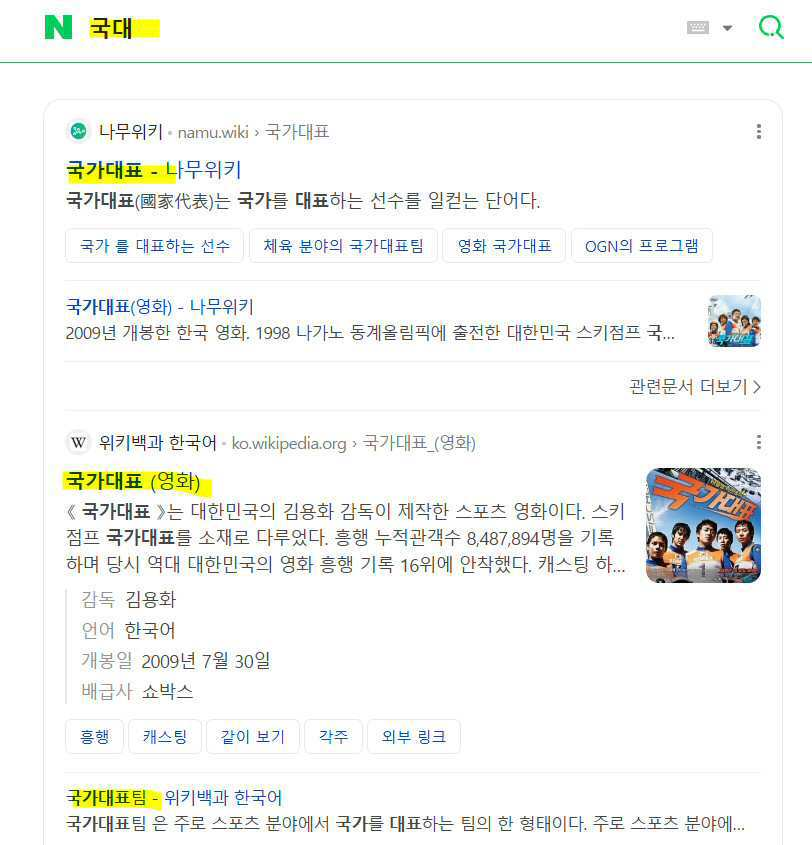 N 국대
나무위키 · namu.wiki › 국가대표
국가대표 - 나무위키
국가대표(國家代表)는 국가를 대표하는 선수를 일컫는 단어다.
국가 를 대표하는 선수 체육 분야의 국가대표팀 영화 국가대표 OGN의 프로그램
국가대표(영화) - 나무위키
2009년 개봉한 한국 영화. 1998 나가노 동계올림픽에 출전한 대한민국 스키점프 국...
국가대표
관련문서 더보기 >
W 위키백과 한국어 · ko.wikipedia.org › 국가대표_(영화)
국가대표 (영화)
《 국가대표 》는 대한민국의 김용화 감독이 제작한 스포츠 영화이다. 스키
점프 국가대표를 소재로 다루었다. 흥행 누적관객수 8,487,894명을 기록
하며 당시 역대 대한민국의 영화 흥행 기록 16위에 안착했다. 캐스팅 하...
국가대표
감독 김용화
언어 한국어
개봉일 2009년 7월 30일
배급사 쇼박스
흥행 캐스팅 같이 보기 각주 외부 링크
국가대표팀 - 위키백과 한국어
국가대표팀 은 주로 스포츠 분야에서 국가를 대표하는 팀의 한 형태이다. 주로 스포츠 분야에...